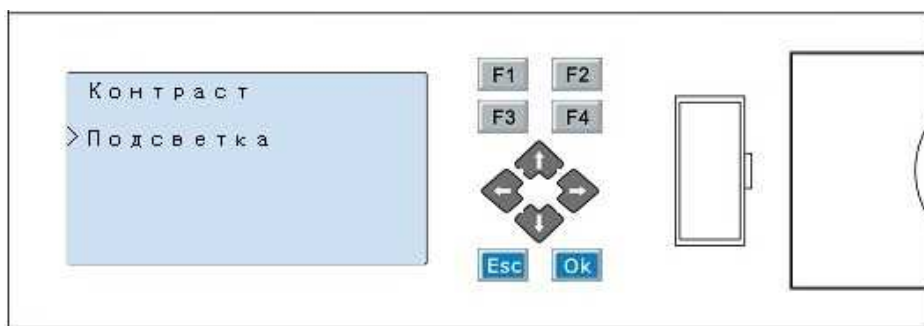 Контраст
>Подсветка
F1 F2
F3 F4
Esc Ok